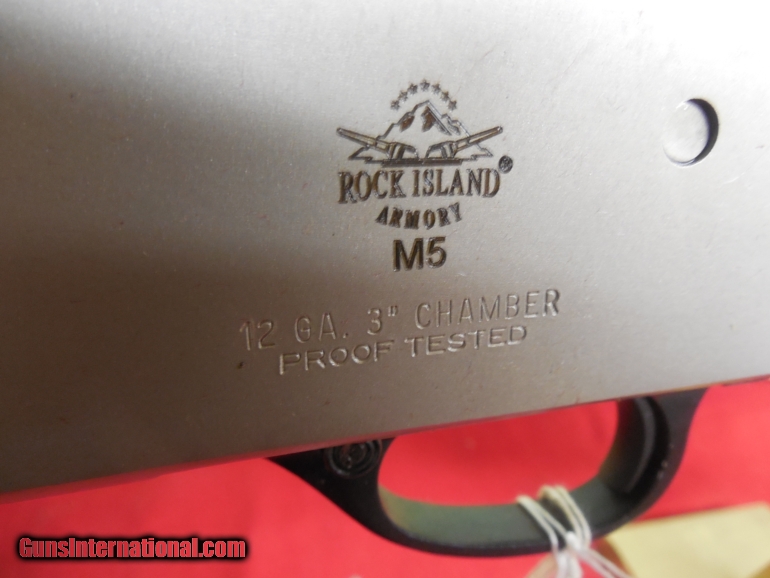 ROCK ISLAND®
ARMORY
M5
12 GA. 3" CHAMBER
PROOF TESTED
GunsInternational.com